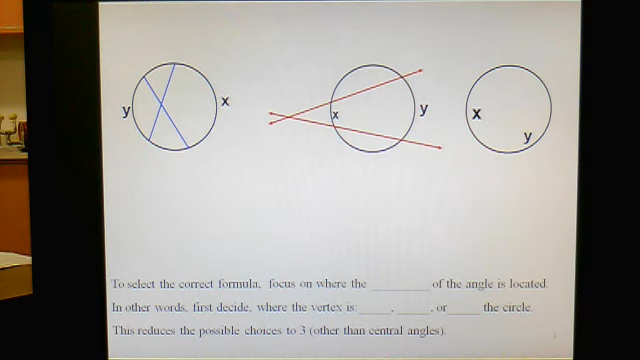 y x x y x y
To select the correct formula, focus on where the __________ of the angle is located.
In other words, first decide, where the vertex is: _____, _____, or_____ the circle.
This reduces the possible choices to 3 (other than central angles).